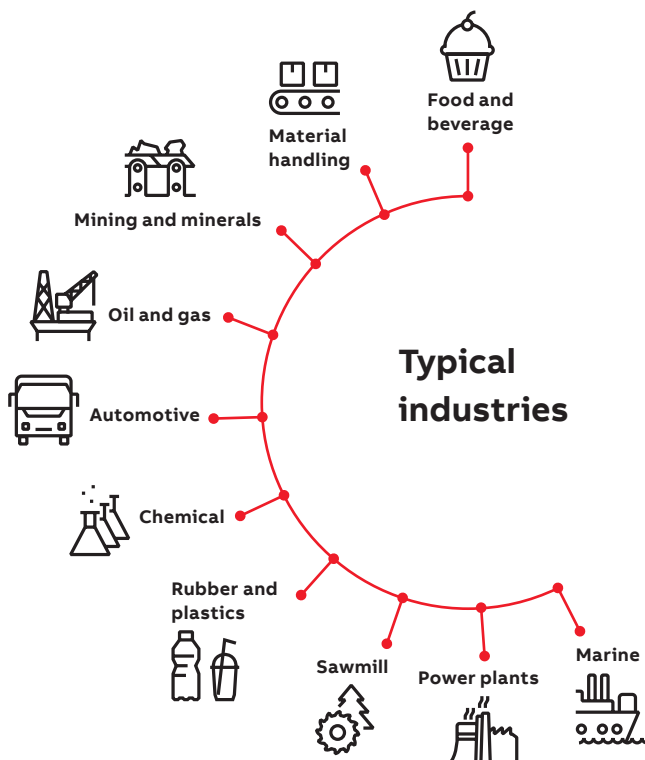 Food and
beverage
Material
handling
Mining and minerals
Oil and gas
Typical
industries
Automotive
Chemical
Rubber and
plastics
Sawmill
Power plants
Marine